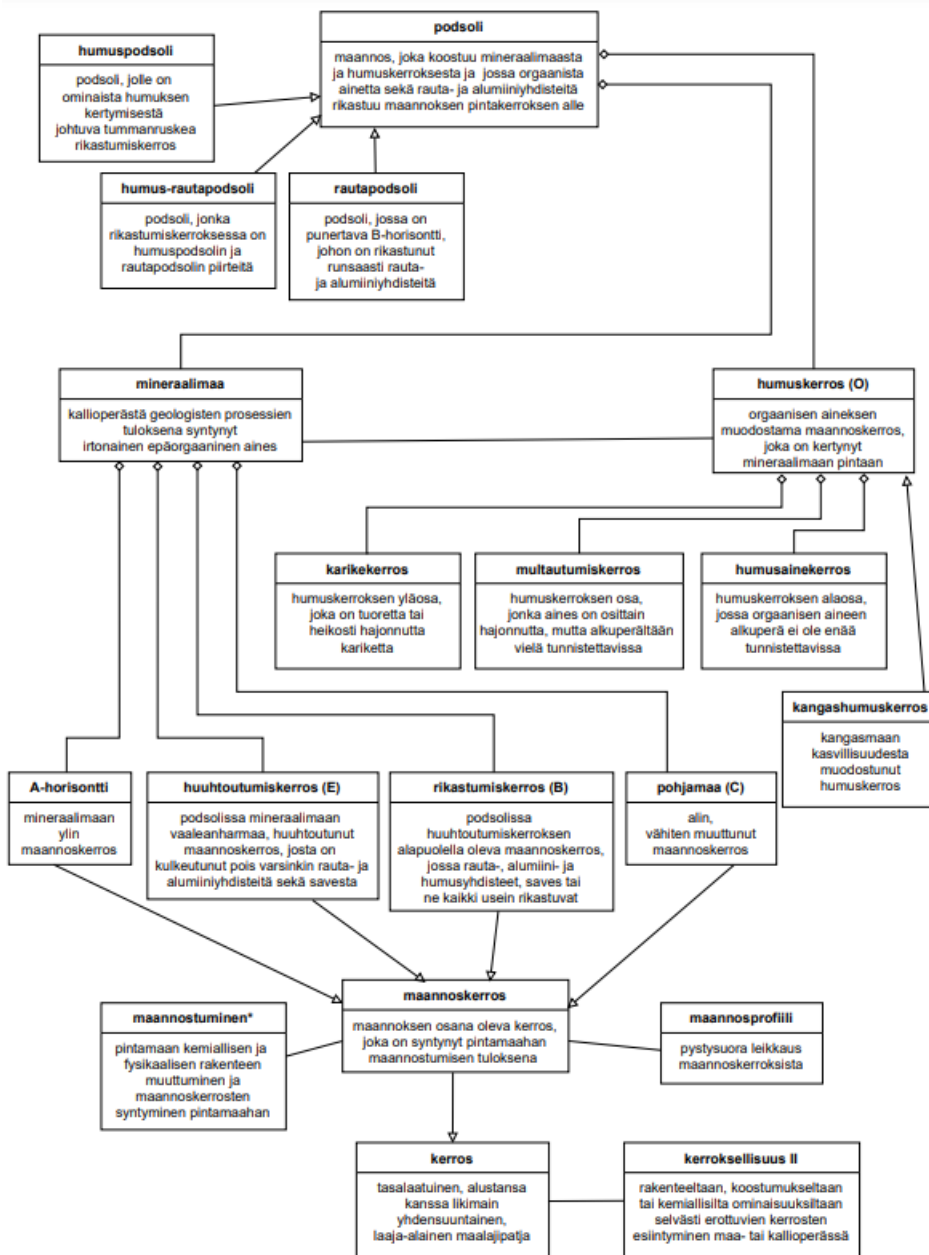 podsoli
maannos, joka koostuu mineraalimaasta
ja humuskerroksesta ja jossa orgaanista
ainetta sekä rauta- ja alumiiniyhdisteitä
rikastuu maannoksen pintakerroksen alle
humuspodsoli
podsoli, jolle on
ominaista humuksen
kertymisestä
johtuva tummanruskea
rikastumiskerros
humus-rautapodsoli
podsoli, jonka
rikastumiskerroksessa on
humuspodsolin ja
rautapodsolin piirteitä
rautapodsoli
podsoli, jossa on
punertava B-horisontti,
johon on rikastunut
runsaasti rauta-
ja alumiiniyhdisteitä
mineraalimaa
kallioperästä geologisten prosessien
tuloksena syntynyt
irtonainen epäorgaaninen aines
humuskerros (O)
orgaanisen aineksen
muodostama maannoskerros,
joka on kertynyt
mineraalimaan pintaan
karikekerros
humuskerroksen yläosa,
joka on tuoretta tai
heikosti hajonnutta
kariketta
multautumiskerros
humuskerroksen osa,
jonka aines on osittain
hajonnutta, mutta alkuperältään
vielä tunnistettavissa
humusainekerros
humuskerroksen alaosa,
jossa orgaanisen aineen
alkuperä ei ole enää
tunnistettavissa
kangashumuskerros
kangasmaan
kasvillisuudesta
muodostunut
humuskerros
A-horisontti
mineraalimaan
ylin
maannoskerros
huuhtoutumiskerros (E)
podsolissa mineraalimaan
vaaleanharmaa, huuhtoutunut
maannoskerros, josta on
kulkeutunut pois varsinkin rauta- ja
alumiiniyhdisteitä sekä savesta
rikastumiskerros (B)
podsolissa
huuhtoutumiskerroksen
alapuolella oleva maannoskerros,
jossa rauta-, alumiini- ja
humusyhdisteet, saves tai
ne kaikki usein rikastuvat
pohjamaa (C)
alin,
vähiten muuttunut
maannoskerros
maannoskerros
maannoksen osana oleva kerros,
joka on syntynyt pintamaahan
maannostumisen tuloksena
maannostuminen*
pintamaan kemiallisen ja
fysikaalisen rakenteen
muuttuminen ja
maannoskerrosten
syntyminen pintamaahan
maannosprofiili
pystysuora leikkaus
maannoskerroksista
kerros
tasalaatuinen, alustansa
kanssa likimain
yhdensuuntainen,
laaja-alainen maalajipatja
kerroksellisuus II
rakenteeltaan, koostumukseltaan
tai kemiallisilta ominaisuuksiltaan
selvästi erottuvien kerrosten
esiintyminen maa- tai kallioperässä